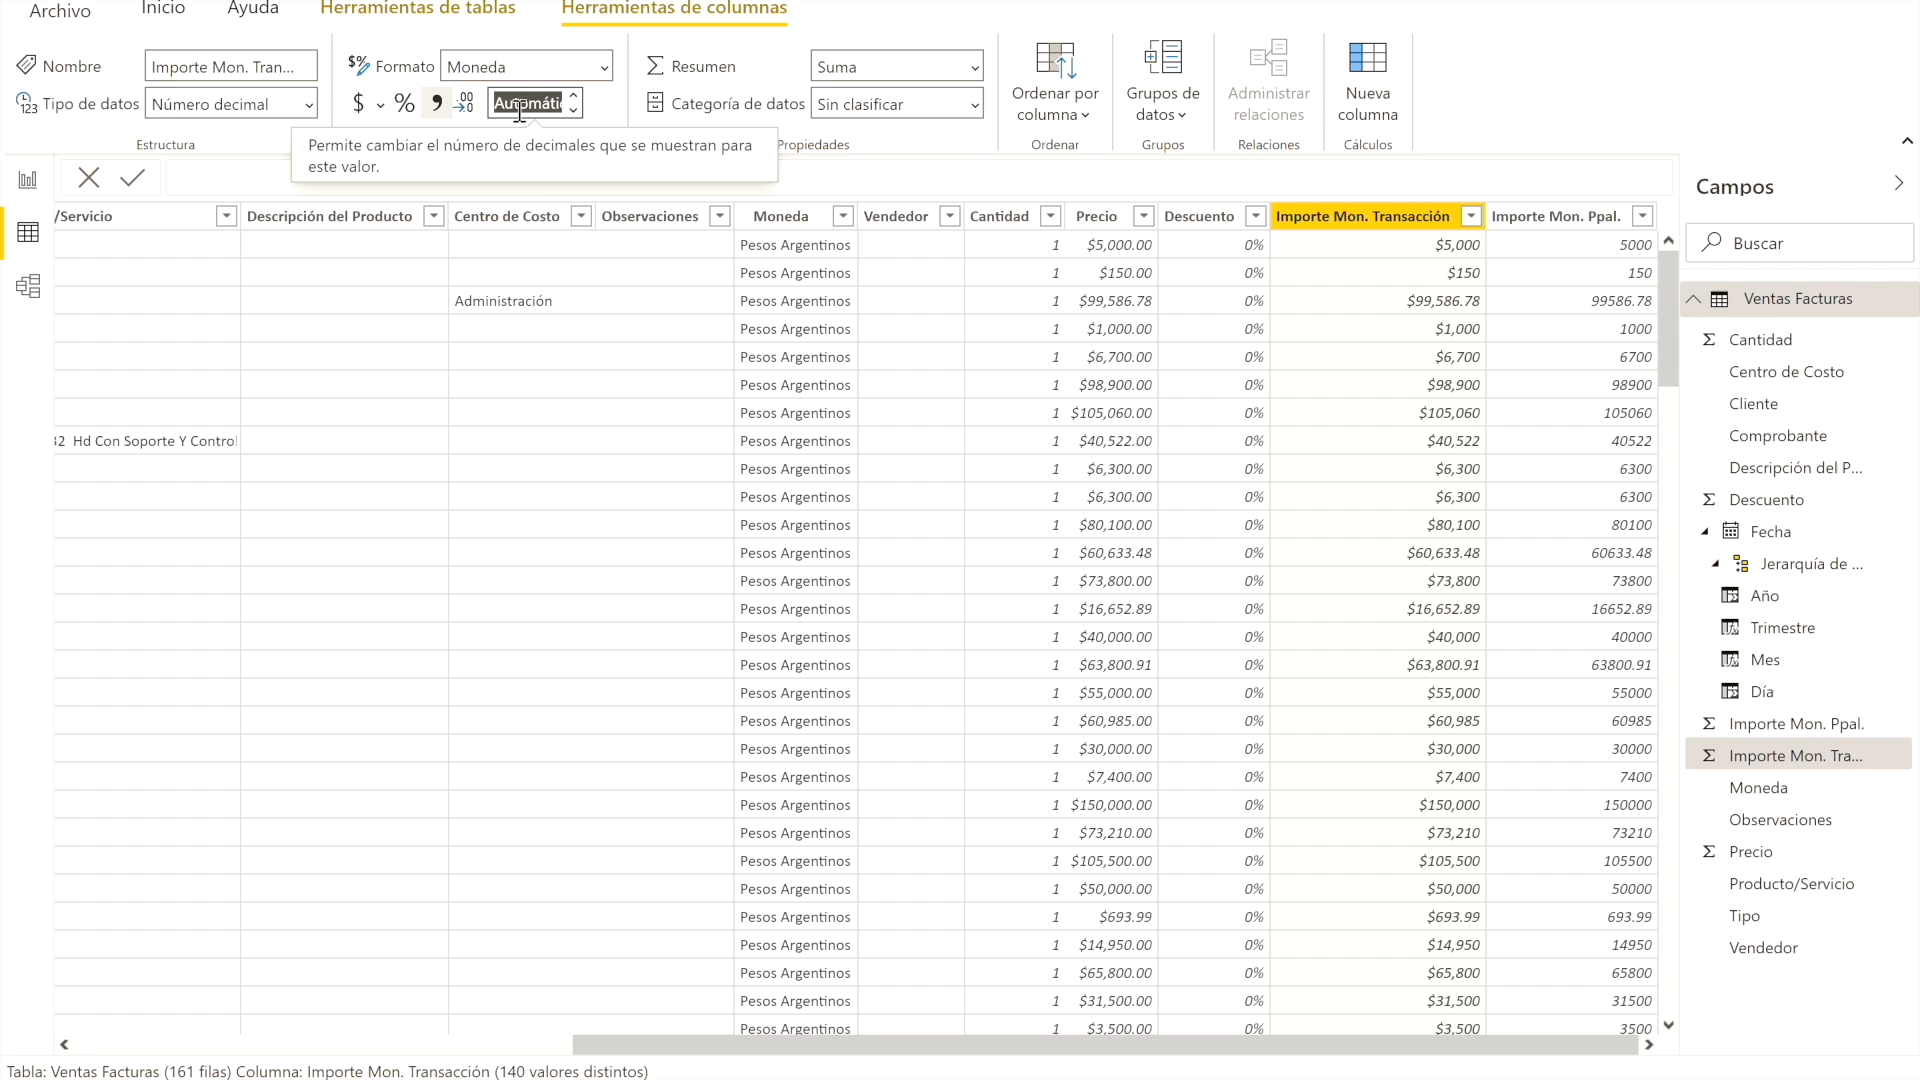 Archivo Inicio Ayuda Herramientas de tablas Herramientas de columnas
Nombre Importe Mon. Tran... $% Formato Moneda Resumen Suma
123 Tipo de datos Número decimal $ % , .00 →0 Automátic Categoría de datos Sin clasificar
Ordenar por columna
Grupos de datos
Administrar relaciones
Nueva columna
Estructura Propiedades Ordenar Grupos Relaciones Cálculos
Permite cambiar el número de decimales que se muestran para
este valor.
/Servicio Descripción del Producto Centro de Costo Observaciones Moneda Vendedor Cantidad Precio Descuento Importe Mon. Transacción Importe Mon. Ppal.
Pesos Argentinos 1 $5,000.00 0% $5,000 5000
Pesos Argentinos 1 $150.00 0% $150 150
Administración Pesos Argentinos 1 $99,586.78 0% $99,586.78 99586.78
Pesos Argentinos 1 $1,000.00 0% $1,000 1000
Pesos Argentinos 1 $6,700.00 0% $6,700 6700
Pesos Argentinos 1 $98,900.00 0% $98,900 98900
Pesos Argentinos 1 $105,060.00 0% $105,060 105060
32 Hd Con Soporte Y Control Pesos Argentinos 1 $40,522.00 0% $40,522 40522
Pesos Argentinos 1 $6,300.00 0% $6,300 6300
Pesos Argentinos 1 $6,300.00 0% $6,300 6300
Pesos Argentinos 1 $80,100.00 0% $80,100 80100
Pesos Argentinos 1 $60,633.48 0% $60,633.48 60633.48
Pesos Argentinos 1 $73,800.00 0% $73,800 73800
Pesos Argentinos 1 $16,652.89 0% $16,652.89 16652.89
Pesos Argentinos 1 $40,000.00 0% $40,000 40000
Pesos Argentinos 1 $63,800.91 0% $63,800.91 63800.91
Pesos Argentinos 1 $55,000.00 0% $55,000 55000
Pesos Argentinos 1 $60,985.00 0% $60,985 60985
Pesos Argentinos 1 $30,000.00 0% $30,000 30000
Pesos Argentinos 1 $7,400.00 0% $7,400 7400
Pesos Argentinos 1 $150,000.00 0% $150,000 150000
Pesos Argentinos 1 $73,210.00 0% $73,210 73210
Pesos Argentinos 1 $105,500.00 0% $105,500 105500
Pesos Argentinos 1 $50,000.00 0% $50,000 50000
Pesos Argentinos 1 $693.99 0% $693.99 693.99
Pesos Argentinos 1 $14,950.00 0% $14,950 14950
Pesos Argentinos 1 $65,800.00 0% $65,800 65800
Pesos Argentinos 1 $31,500.00 0% $31,500 31500
Pesos Argentinos 1 $3,500.00 0% $3,500 3500
Campos
Buscar
Ventas Facturas
Cantidad
Centro de Costo
Cliente
Comprobante
Descripción del P...
Descuento
Fecha
Jerarquía de ...
Año
Trimestre
Mes
Día
Importe Mon. Ppal.
Importe Mon. Tra...
Moneda
Observaciones
Precio
Producto/Servicio
Tipo
Vendedor
Tabla: Ventas Facturas (161 filas) Columna: Importe Mon. Transacción (140 valores distintos)